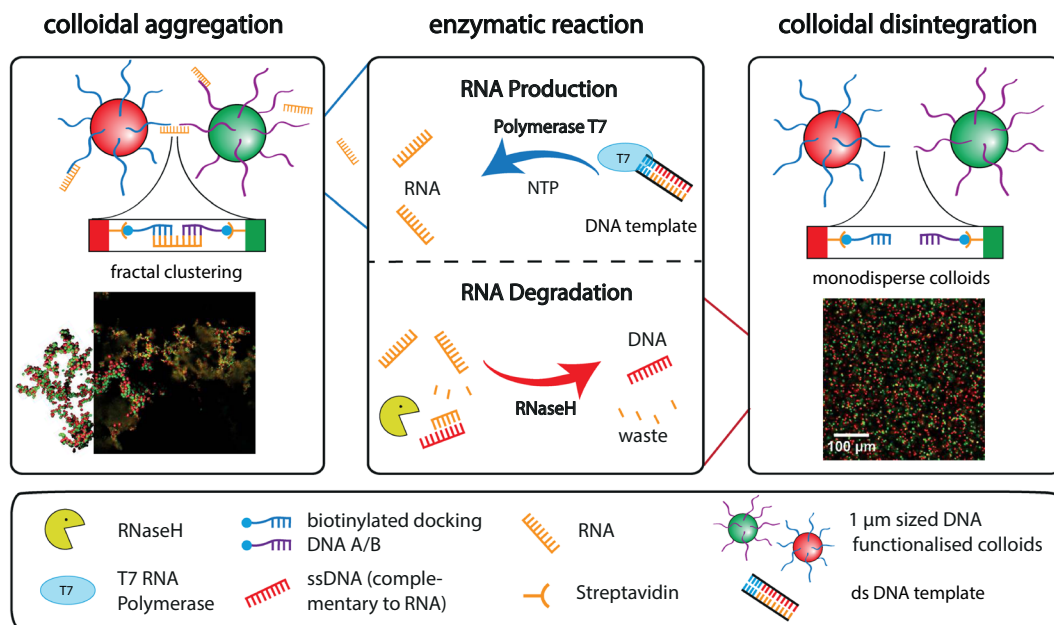 colloidal aggregation
enzymatic reaction
colloidal disintegration
fractal clustering
RNA Production
Polymerase T7
T7
RNA
NTP
DNA template
RNA Degradation
DNA
RNaseH
waste
monodisperse colloids
100 µm
RNaseH
T7
T7 RNA
Polymerase
biotinylated docking
DNA A/B
ssDNA (comple-
mentary to RNA)
RNA
Streptavidin
1 µm sized DNA
functionalised colloids
ds DNA template